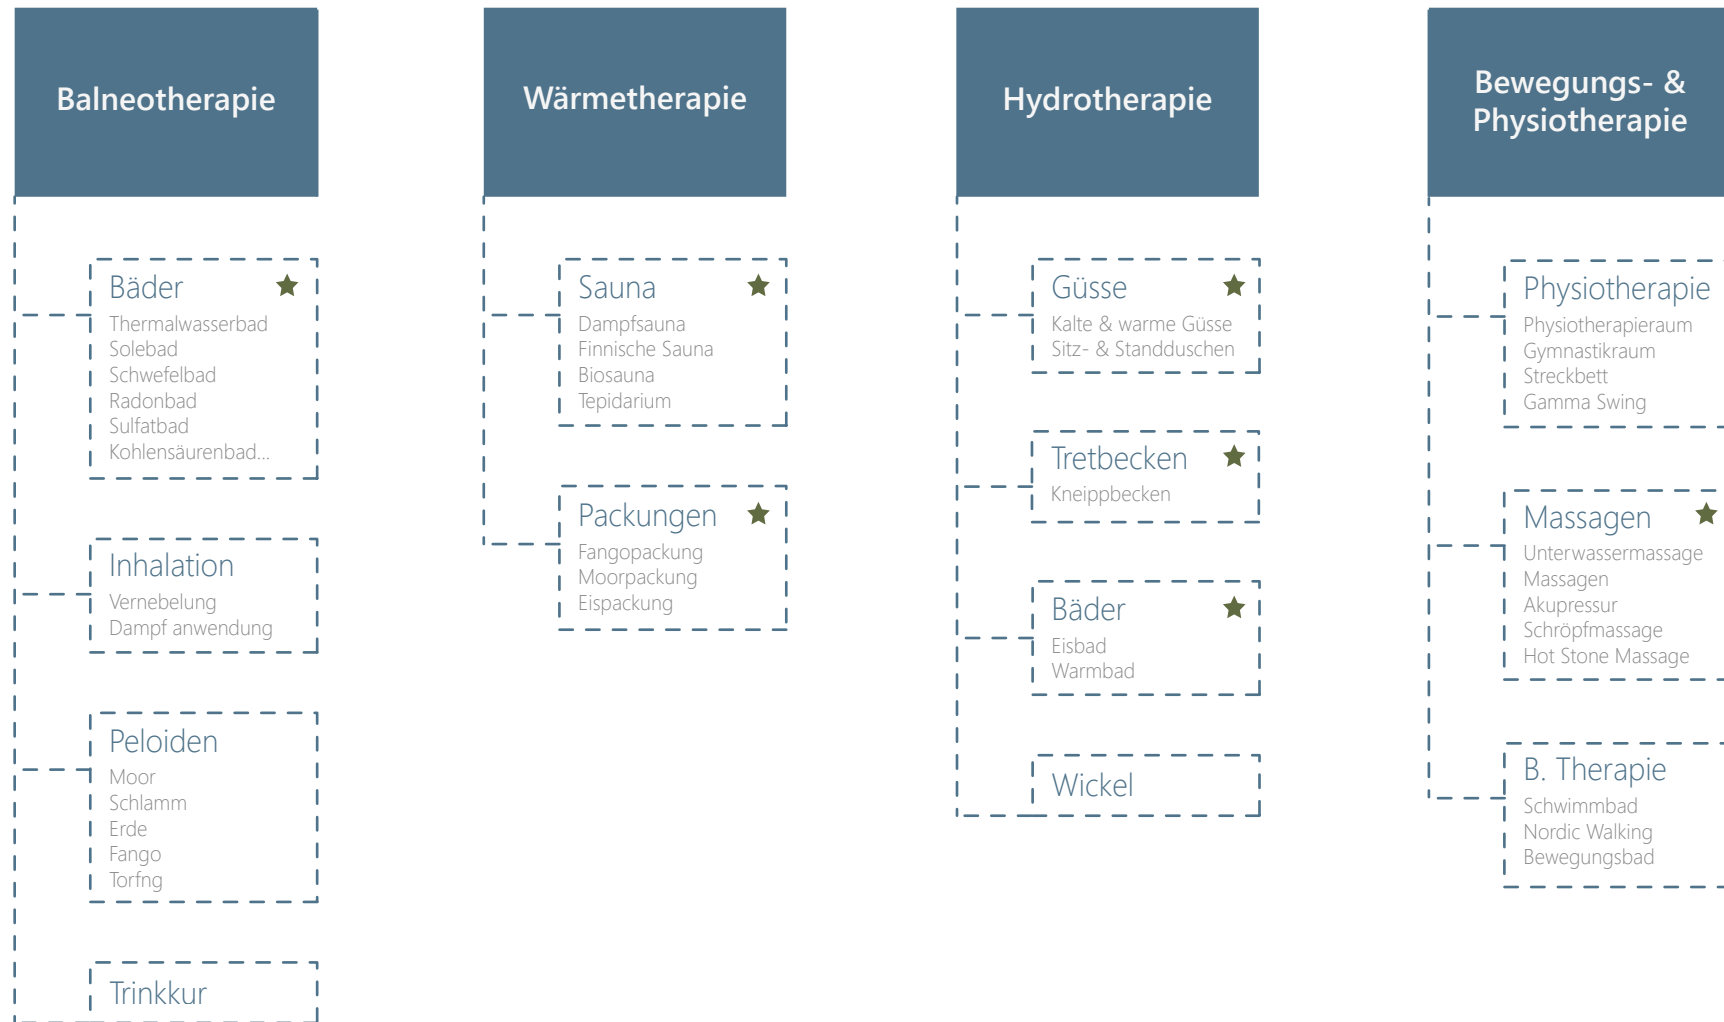 Balneotherapie
Bäder
Thermalwasserbad
Solebad
Schwefelbad
Radonbad
Sulfatbad
Kohlensäurenbad...
Inhalation
Vernebelung
Dampf anwendung
Peloiden
Moor
Schlamm
Erde
Fango
Torfng
Trinkkur
Wärmetherapie
Sauna
Dampfsauna
Finnische Sauna
Biosauna
Tepidarium
Packungen
Fangopackung
Moorpackung
Eispackung
Hydrotherapie
Güsse
Kalte & warme Güsse
Sitz- & Standduschen
Tretbecken
Kneippbecken
Bäder
Eisbad
Warmbad
Wickel
Bewegungs- &
Physiotherapie
Physiotherapie
Physiotherapieraum
Gymnastikraum
Streckbett
Gamma Swing
Massagen
Unterwassermassage
Massagen
Akupressur
Schröpfmassage
Hot Stone Massage
B. Therapie
Schwimmbad
Nordic Walking
Bewegungsbad